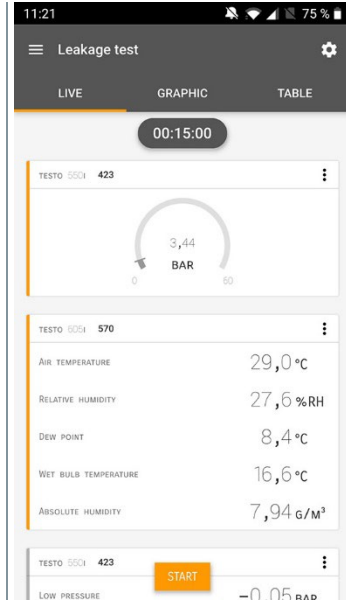 11:21 75 %
Leakage test
LIVE GRAPHIC TABLE
00:15:00
TESTO 550I 423
3,44
BAR
0 60
TESTO 605I 570
AIR TEMPERATURE 29,0 °C
RELATIVE HUMIDITY 27,6 %RH
DEW POINT 8,4 °C
WET BULB TEMPERATURE 16,6 °C
ABSOLUTE HUMIDITY 7,94 G/M³
TESTO 550I 423
START
LOW PRESSURE -0,05 BAR